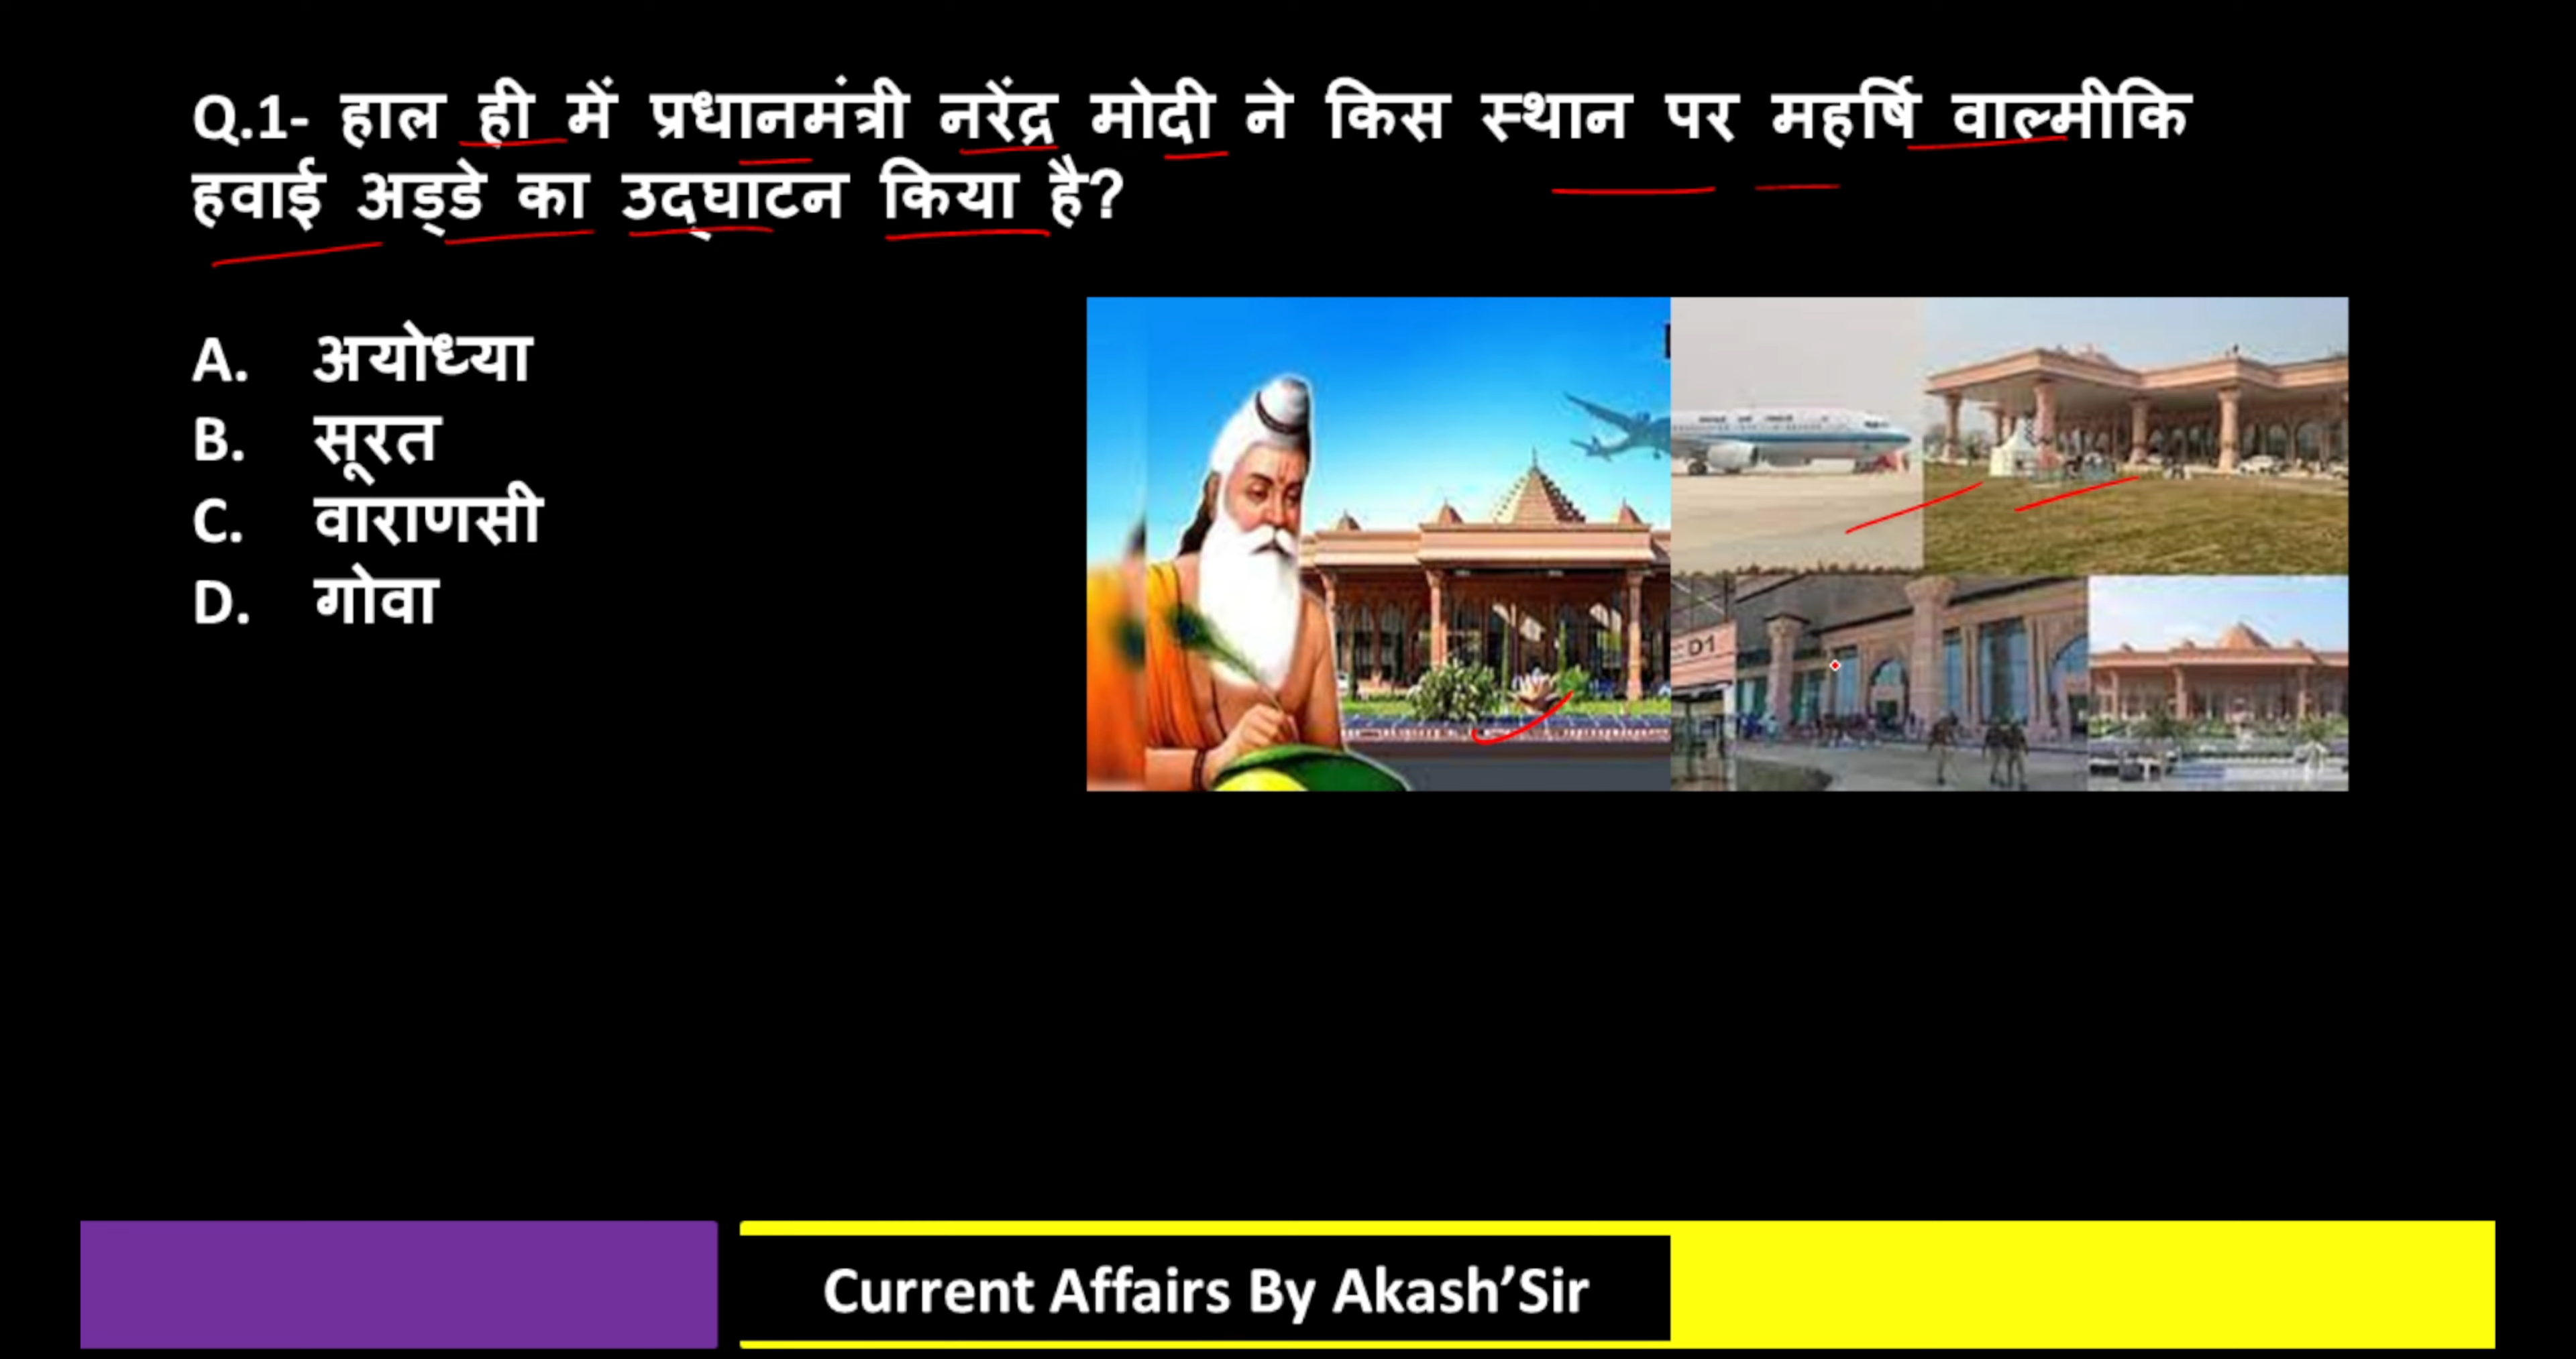 Q.1- हाल ही में प्रधानमंत्री नरेंद्र मोदी ने किस स्थान पर महर्षि वाल्मीकि
हवाई अड्डे का उद्घाटन किया है?
A. अयोध्या
B. सूरत
C. वाराणसी
D. गोवा
D1
Current Affairs By Akash’Sir